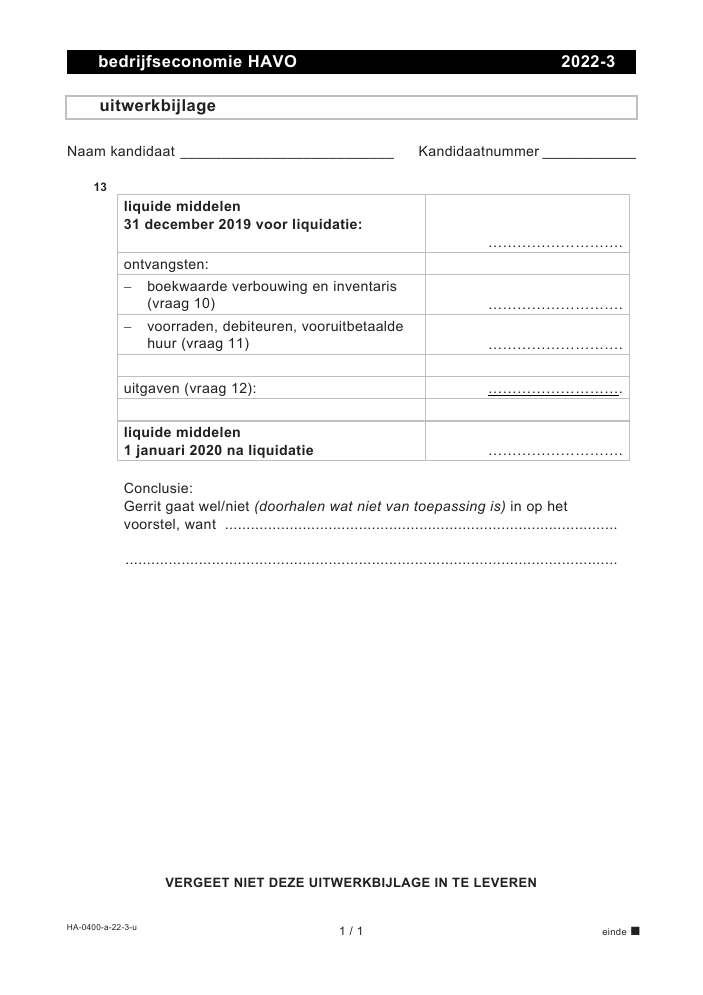 bedrijfseconomie HAVO 2022-3
uitwerkbijlage
Naam kandidaat __________________________ Kandidaatnummer ___________
13
liquide middelen
31 december 2019 voor liquidatie:
……………………….
ontvangsten:
– boekwaarde verbouwing en inventaris
(vraag 10) ……………………….
– voorraden, debiteuren, vooruitbetaalde
huur (vraag 11) ……………………….
uitgaven (vraag 12): ……………………….
liquide middelen
1 januari 2020 na liquidatie ……………………….
Conclusie:
Gerrit gaat wel/niet (doorhalen wat niet van toepassing is) in op het
voorstel, want ...........................................................................................
...................................................................................................................
VERGEET NIET DEZE UITWERKBIJLAGE IN TE LEVEREN
HA-0400-a-22-3-u 1 / 1 einde ■